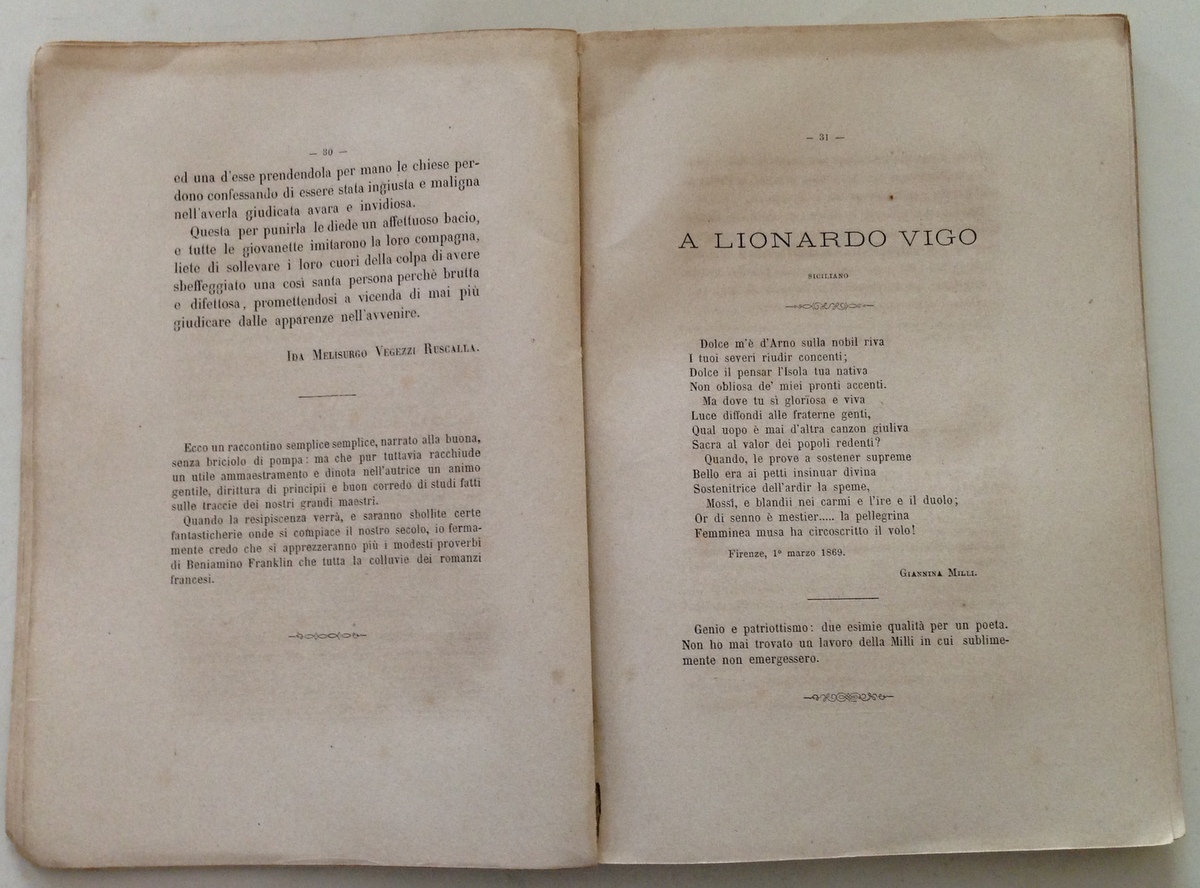 — 30 —
ed una d'esse prendendola per mano le chiese per-
dono confessando di essere stata ingiusta e maligna
nell'averla giudicata avara e invidiosa.
Questa per punirla le diede un affettuoso bacio,
e tutte le giovanette imitarono la loro compagna,
liete di sollevare i loro cuori della colpa di avere
sbeffeggiato una così santa persona perchè brutta
e difettosa, promettendosi a vicenda di mai più
giudicare dalle apparenze nell'avvenire.
IDA MELISURGO VEGEZZI RUSCALLA.
Ecco un raccontino semplice semplice, narrato alla buona,
senza briciolo di pompa: ma che pur tuttavia racchiude
un utile ammaestramento e dinota nell'autrice un animo
gentile, dirittura di principii e buon corredo di studi fatti
sulle traccie dei nostri grandi maestri.
Quando la resipiscenza verrà, e saranno sbollite certe
fantasticherie onde si compiace il nostro secolo, io ferma-
mente credo che si apprezzeranno più i modesti proverbi
di Beniamino Franklin che tutta la colluvie dei romanzi
francesi.
— 31 —
A LIONARDO VIGO
SICILIANO
Dolce m'è d'Arno sulla nobil riva
I tuoi severi riudir concenti;
Dolce il pensar l'Isola tua nativa
Non obliosa de' miei pronti accenti.
Ma dove tu sì glorïosa e viva
Luce diffondi alle fraterne genti,
Qual uopo è mai d'altra canzon giuliva
Sacra al valor dei popoli redenti?
Quando, le prove a sostener supreme
Bello era ai petti insinuar divina
Sostenitrice dell'ardir la speme,
Mossi, e blandii nei carmi e l'ire e il duolo;
Or di senno è mestier..... la pellegrina
Femminea musa ha circoscritto il volo!
Firenze, 1º marzo 1869.
GIANNINA MILLI.
Genio e patriottismo: due esimie qualità per un poeta.
Non ho mai trovato un lavoro della Milli in cui sublime-
mente non emergessero.